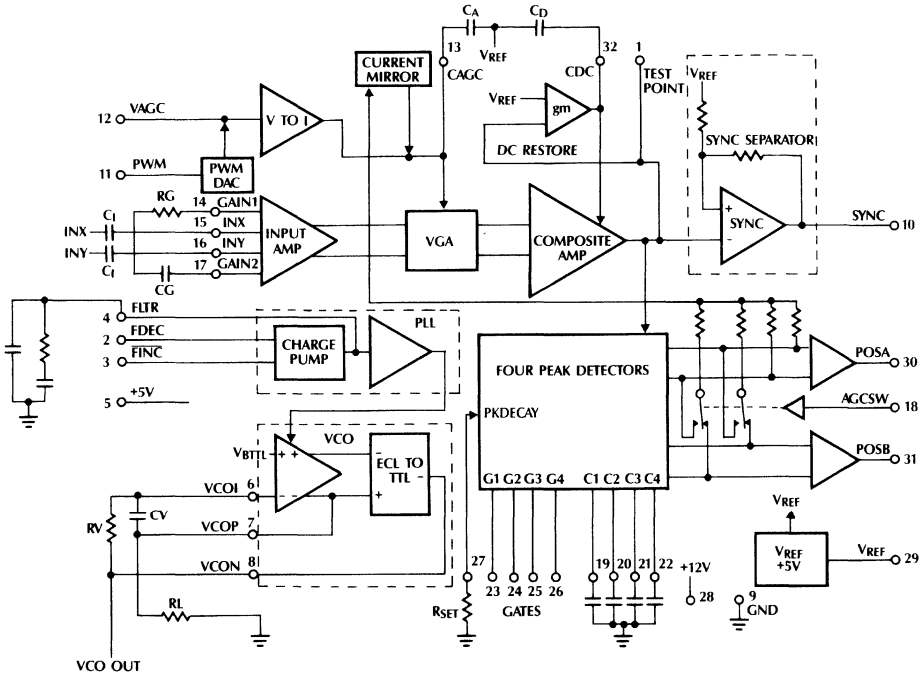 CA
CD
13
VREF
32
1
CURRENT
MIRROR
CAGC
CDC
TEST
POINT
VREF
12
VAGC
V TO I
VREF
gm
DC RESTORE
SYNC SEPARATOR
11
PWM
PWM
DAC
RG
14
GAIN1
CI
INX
15
INX
INPUT
AMP
VGA
COMPOSITE
AMP
+
SYNC
−
SYNC
10
INY
16
INY
CI
17
GAIN2
CG
4
FLTR
PLL
2
FDEC
3
FINC
CHARGE
PUMP
FOUR PEAK DETECTORS
POSA
30
5
+5V
PKDECAY
AGCSW
18
VBTTL
+ +
VCO
−
ECL TO
TTL
POSB
31
VCOI
6
− −
+
G1 G2 G3 G4
C1 C2 C3 C4
RV
CV
VCOP
7
VREF
VCON
8
27
23
24
25
26
19
20
21
22
+12V
VREF
+5V
VREF
29
RSET
GATES
28
9
GND
RL
VCO OUT